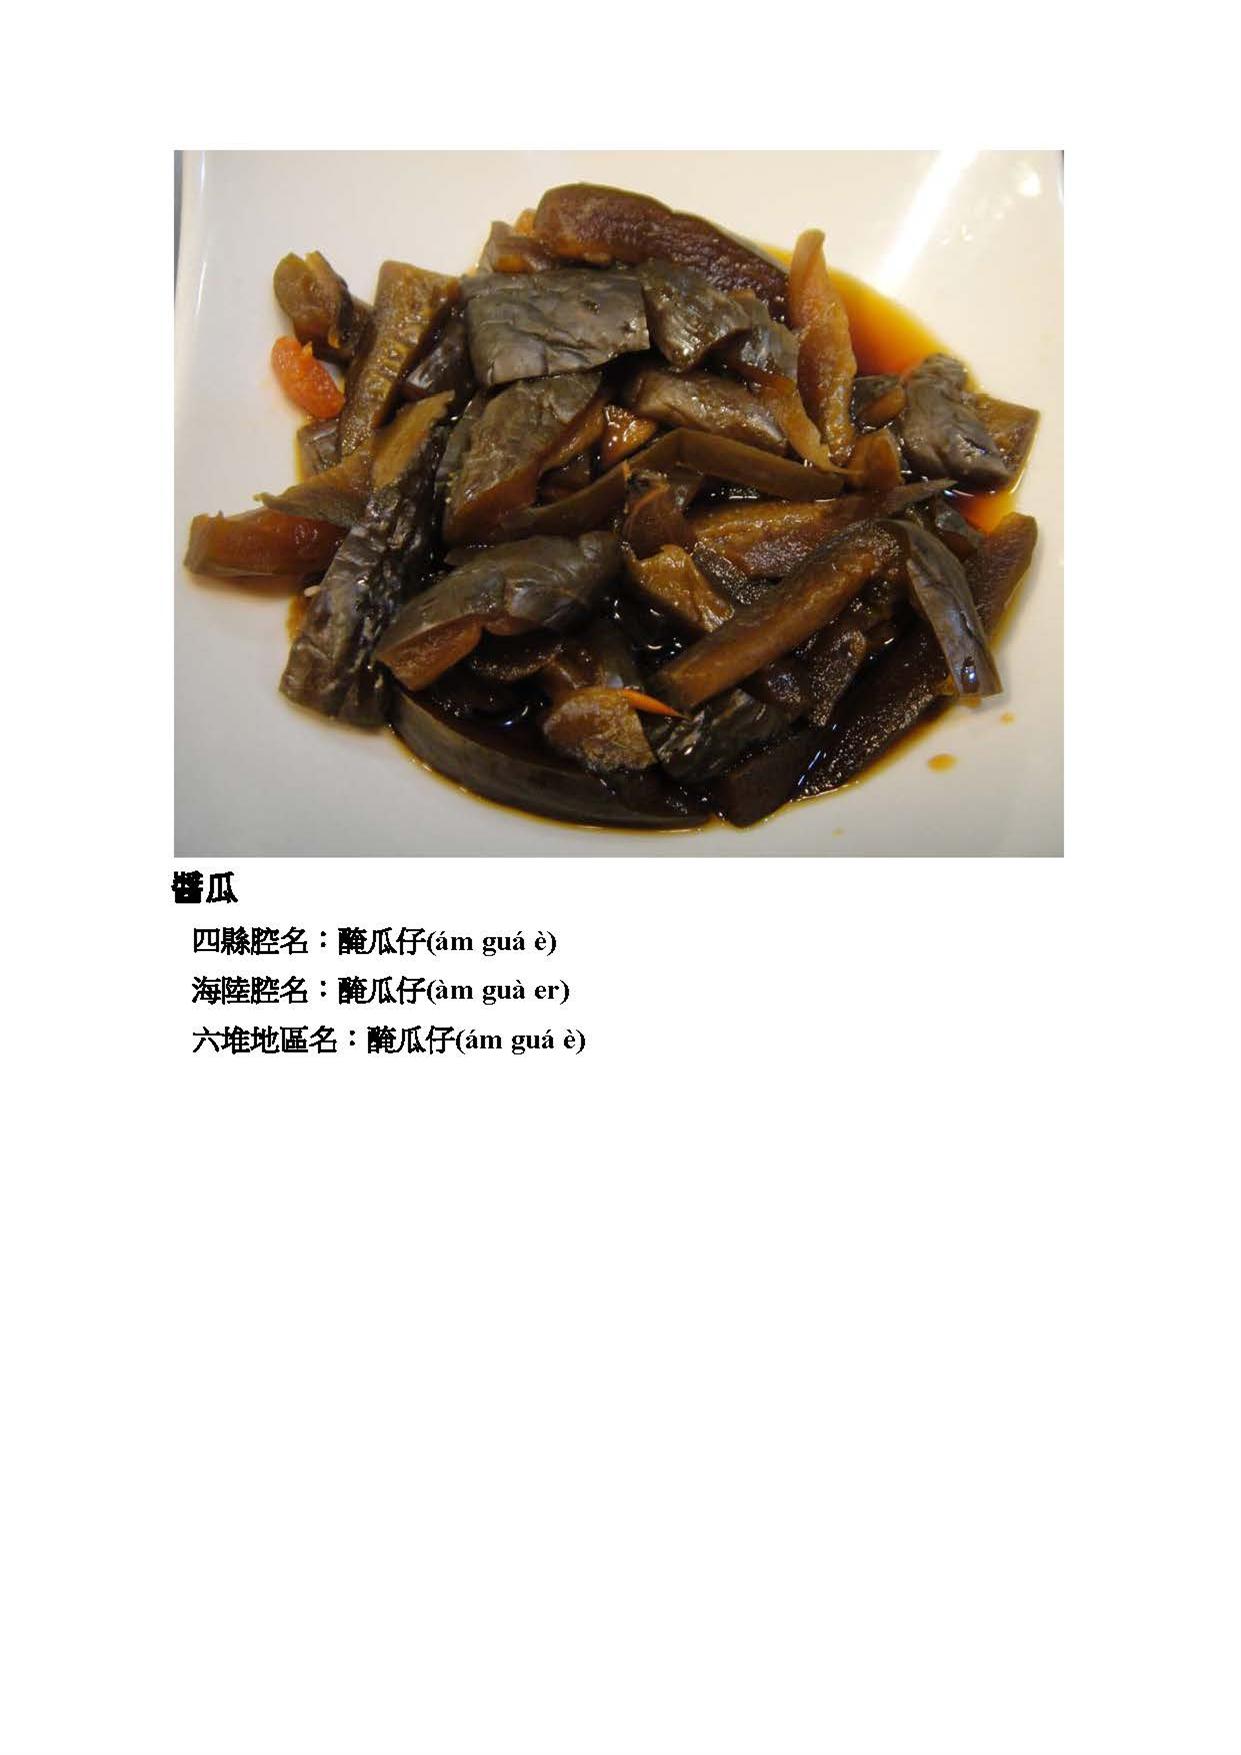 醬瓜
四縣腔名：醃瓜仔(ám guá è)
海陸腔名：醃瓜仔(àm guà er)
六堆地區名：醃瓜仔(ám guá è)